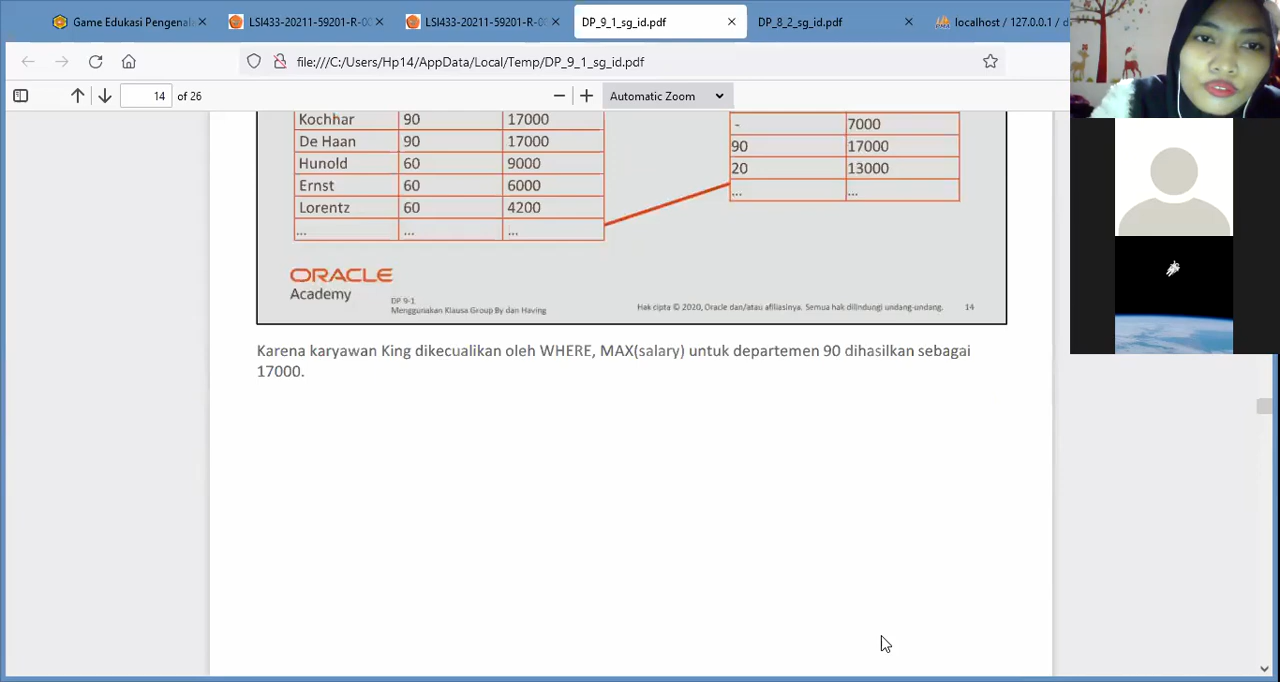 Game Edukasi Pengenala
LSI433-20211-59201-R-00
LSI433-20211-59201-R-00
DP_9_1_sg_id.pdf
DP_8_2_sg_id.pdf
localhost / 127.0.0.1 / d
file:///C:/Users/Hp14/AppData/Local/Temp/DP_9_1_sg_id.pdf
14 of 26
Automatic Zoom
Kochhar 90 17000
De Haan 90 17000
Hunold 60 9000
Ernst 60 6000
Lorentz 60 4200
... ... ...
- 7000
90 17000
20 13000
... ...
ORACLE
Academy
DP 9-1
Menggunakan Klausa Group By dan Having
Hak cipta © 2020, Oracle dan/atau afiliasinya. Semua hak dilindungi undang-undang. 14
Karena karyawan King dikecualikan oleh WHERE, MAX(salary) untuk departemen 90 dihasilkan sebagai
17000.